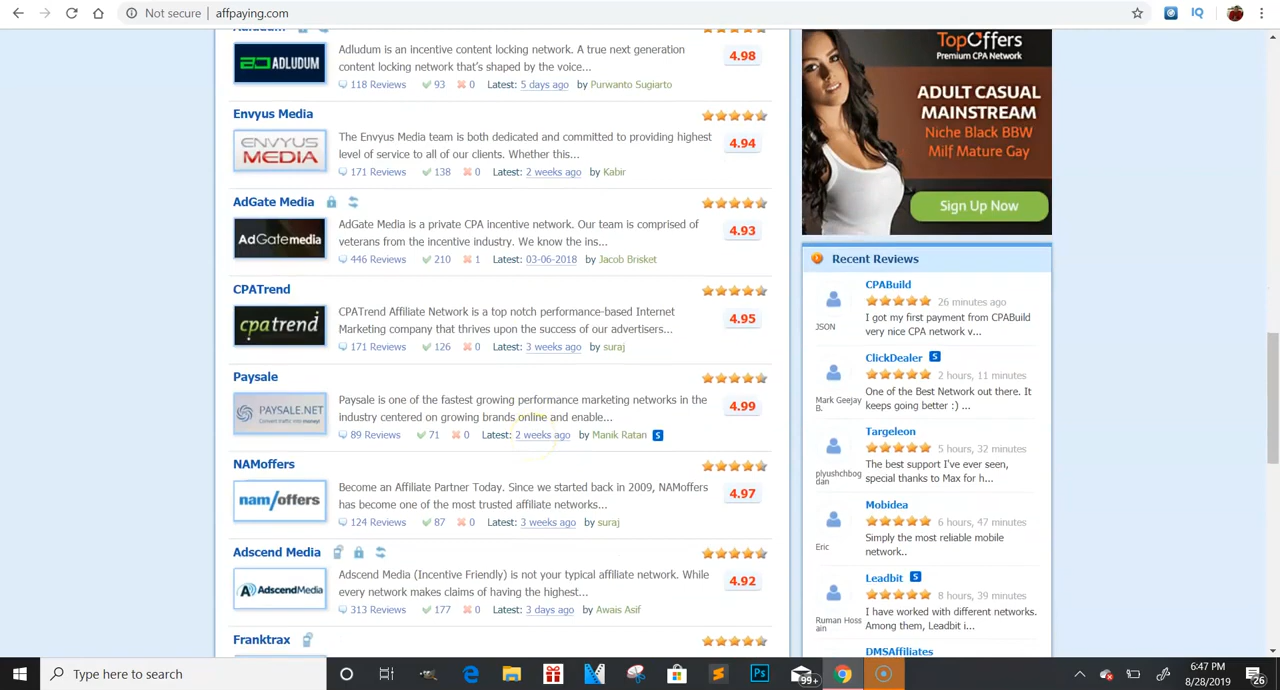 Not secure | affpaying.com
Adludum
ADLUDUM
Adludum is an incentive content locking network. A true next generation
content locking network that's shaped by the voice...
118 Reviews 93 0 Latest: 5 days ago by Purwanto Sugiarto
4.98
Envyus Media
ENVYUS
MEDIA
The Envyus Media team is both dedicated and committed to providing highest
level of service to all of our clients. Whether this...
171 Reviews 138 0 Latest: 2 weeks ago by Kabir
4.94
AdGate Media
AdGatemedia
AdGate Media is a private CPA incentive network. Our team is comprised of
veterans from the incentive industry. We know the ins...
446 Reviews 210 1 Latest: 03-06-2018 by Jacob Brisket
4.93
CPATrend
cpatrend
CPATrend Affiliate Network is a top notch performance-based Internet
Marketing company that thrives upon the success of our advertisers...
171 Reviews 126 0 Latest: 3 weeks ago by suraj
4.95
Paysale
PAYSALE.NET
Convert traffic into money!
Paysale is one of the fastest growing performance marketing networks in the
industry centered on growing brands online and enable...
89 Reviews 71 0 Latest: 2 weeks ago by Manik Ratan S
4.99
NAMoffers
nam/offers
Become an Affiliate Partner Today. Since we started back in 2009, NAMoffers
has become one of the most trusted affiliate networks...
124 Reviews 87 0 Latest: 3 weeks ago by suraj
4.97
Adscend Media
AdscendMedia
Adscend Media (Incentive Friendly) is not your typical affiliate network. While
every network makes claims of having the highest...
313 Reviews 177 0 Latest: 3 days ago by Awais Asif
4.92
Franktrax
TopOffers
Premium CPA Network
ADULT CASUAL
MAINSTREAM
Niche Black BBW
Milf Mature Gay
Sign Up Now
Recent Reviews
CPABuild
26 minutes ago
JSON
I got my first payment from CPABuild
very nice CPA network v...
ClickDealer S
2 hours, 11 minutes
Mark Geejay
B.
One of the Best Network out there. It
keeps going better :) ...
Targeleon
5 hours, 32 minutes
plyushchbog
dan
The best support I've ever seen,
special thanks to Max for h...
Mobidea
6 hours, 47 minutes
Eric
Simply the most reliable mobile
network..
Leadbit S
8 hours, 39 minutes
Ruman Hoss
ain
I have worked with different networks.
Among them, Leadbit i...
DMSAffiliates
Type here to search
Ps
99+
6:47 PM
8/28/2019
26
IQ